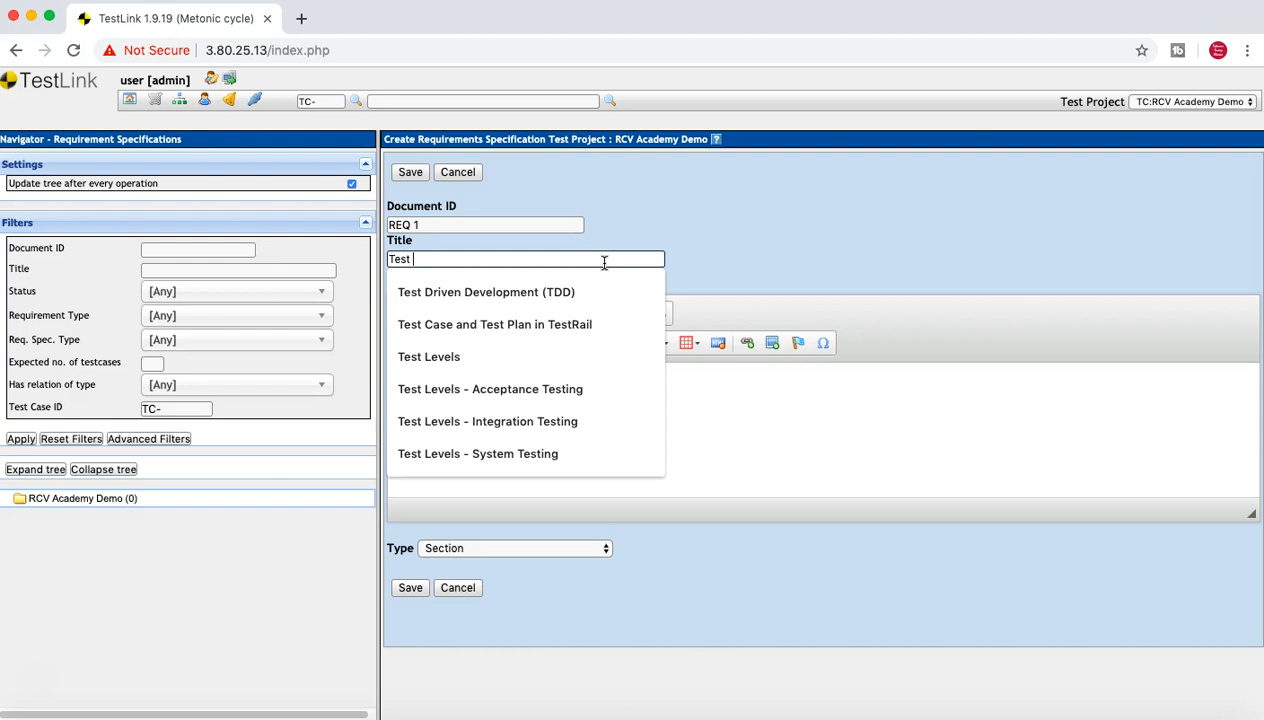 TestLink 1.9.19 (Metonic cycle)
Not Secure 3.80.25.13/index.php
TestLink user [admin]
TC-
Test Project TC:RCV Academy Demo
Navigator - Requirement Specifications
Settings
Update tree after every operation
Filters
Document ID
Title
Status [Any]
Requirement Type [Any]
Req. Spec. Type [Any]
Expected no. of testcases
Has relation of type [Any]
Test Case ID TC-
Apply Reset Filters Advanced Filters
Expand tree Collapse tree
RCV Academy Demo (0)
Create Requirements Specification Test Project : RCV Academy Demo ?
Save Cancel
Document ID
REQ 1
Title
Test
Test Driven Development (TDD)
Test Case and Test Plan in TestRail
Test Levels
Test Levels - Acceptance Testing
Test Levels - Integration Testing
Test Levels - System Testing
Type Section
Save Cancel